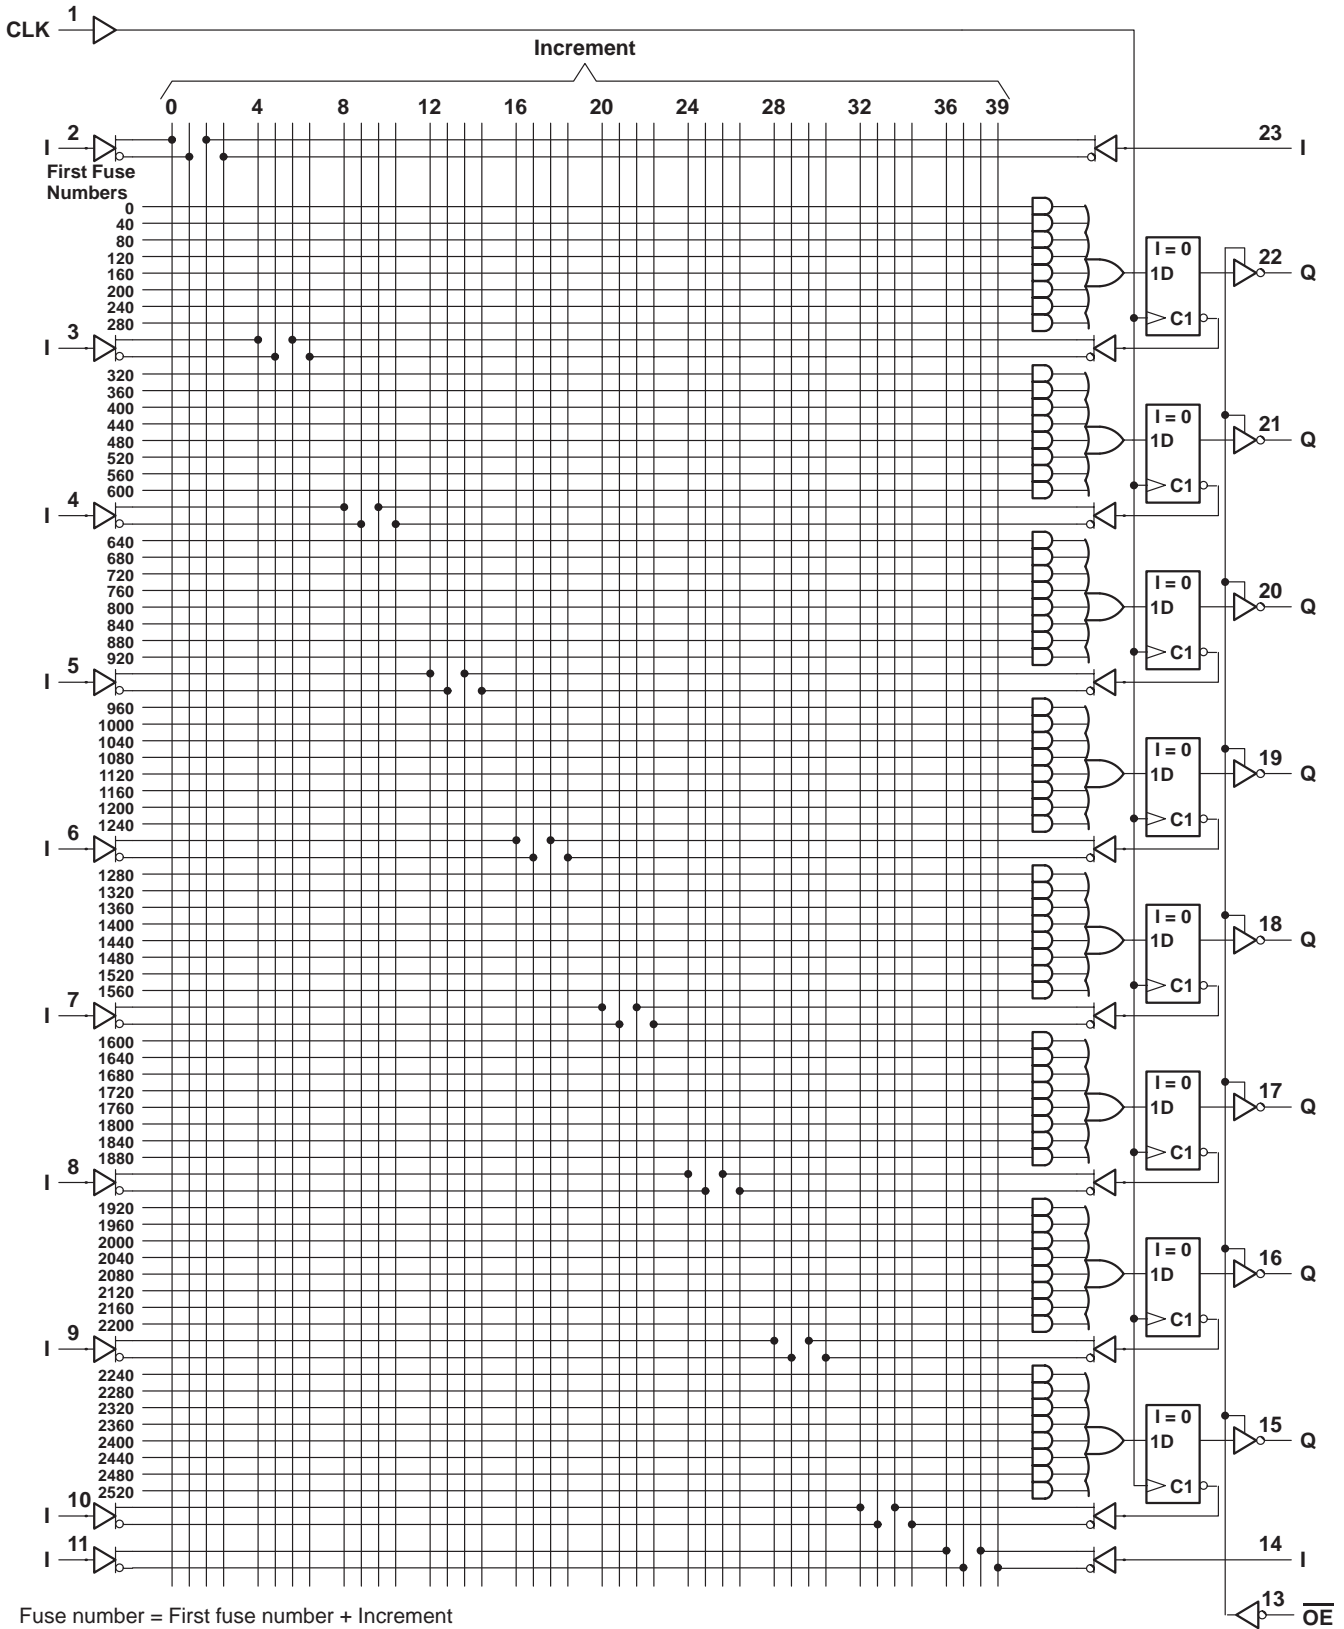 CLK 1
Increment
0 4 8 12 16 20 24 28 32 36 39
I 2 23 I
First Fuse
Numbers
0
40
80
120 I = 0 22
160 1D Q
200
240
280 C1
I 3
320
360
400
440 I = 0 21
480 1D Q
520
560
600 C1
I 4
640
680
720
760 I = 0 20
800 1D Q
840
880
920 C1
I 5
960
1000
1040
1080 I = 0 19
1120 1D Q
1160
1200
1240 C1
I 6
1280
1320
1360
1400 I = 0 18
1440 1D Q
1480
1520
1560 C1
I 7
1600
1640
1680
1720 I = 0 17
1760 1D Q
1800
1840
1880 C1
I 8
1920
1960
2000
2040 I = 0 16
2080 1D Q
2120
2160
2200 C1
I 9
2240
2280
2320
2360 I = 0 15
2400 1D Q
2440
2480
2520 C1
I 10
I 11 14 I
Fuse number = First fuse number + Increment
13 OE